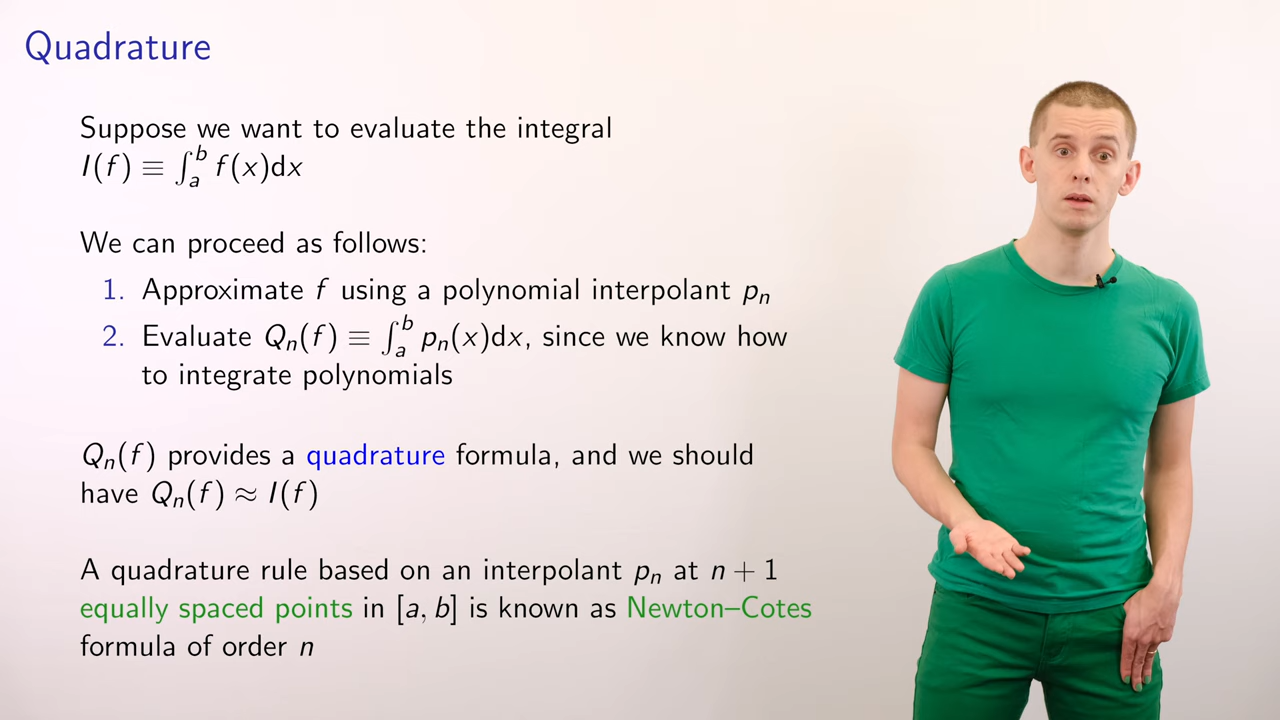 Quadrature
Suppose we want to evaluate the integral
I(f) ≡ ∫_a^b f(x)dx
We can proceed as follows:
1. Approximate f using a polynomial interpolant p_n
2. Evaluate Q_n(f) ≡ ∫_a^b p_n(x)dx, since we know how
to integrate polynomials
Q_n(f) provides a quadrature formula, and we should
have Q_n(f) ≈ I(f)
A quadrature rule based on an interpolant p_n at n + 1
equally spaced points in [a, b] is known as Newton–Cotes
formula of order n